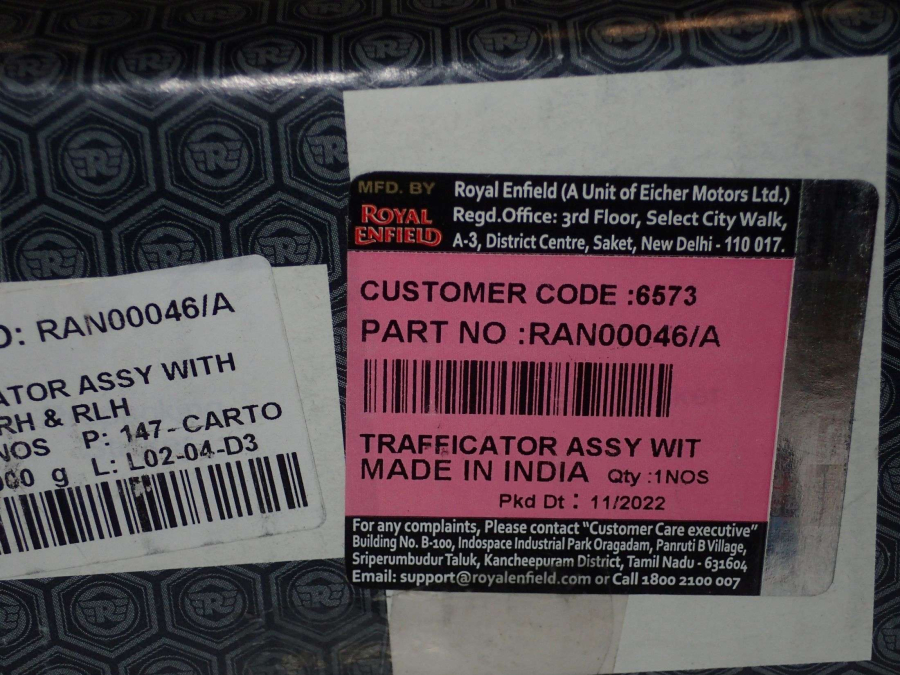 O: RAN00046/A
ATOR ASSY WITH
RH & RLH
NOS P: 147-CARTO
000 g L: L02-04-D3
MFD. BY
ROYAL
ENFIELD
Royal Enfield (A Unit of Eicher Motors Ltd.)
Regd.Office: 3rd Floor, Select City Walk,
A-3, District Centre, Saket, New Delhi - 110 017.
CUSTOMER CODE :6573
PART NO :RAN00046/A
TRAFFICATOR ASSY WIT
MADE IN INDIA Qty :1NOS
Pkd Dt : 11/2022
For any complaints, Please contact "Customer Care executive"
Building No. B-100, Indospace Industrial Park Oragadam, Panruti B Village,
Sriperumbudur Taluk, Kancheepuram District, Tamil Nadu - 631604
Email: support@royalenfield.com or Call 1800 2100 007